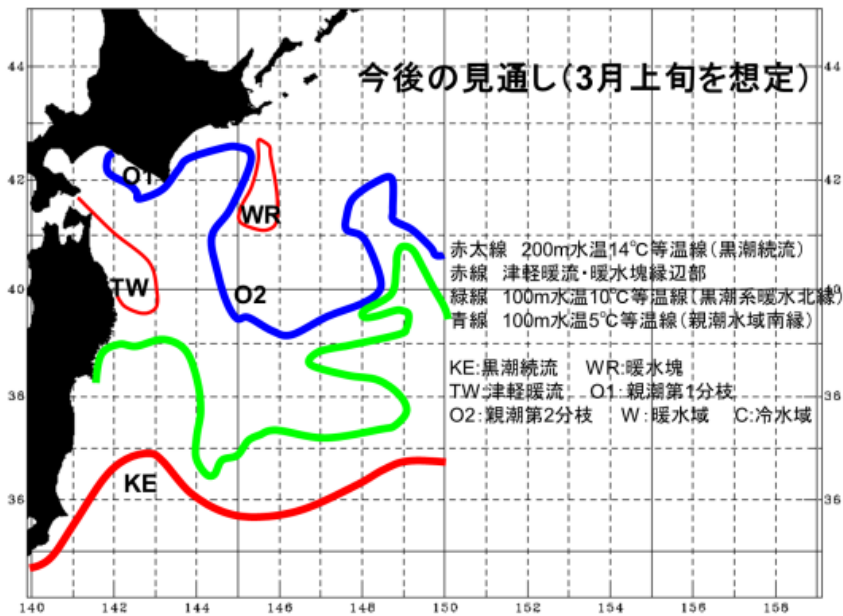 今後の見通し(3月上旬を想定)
44
44
O1
42
42
WR
赤太線 200m水温14℃等温線(黒潮続流)
赤線 津軽暖流・暖水塊縁辺部
TW
O2
40
40
緑線 100m水温10℃等温線(黒潮系暖水北縁)
青線 100m水温5℃等温線(親潮水域南縁)
KE:黒潮続流 WR:暖水塊
TW:津軽暖流 O1:親潮第1分枝
36
36
O2:親潮第2分枝 W:暖水域 C:冷水域
KE
36
36
140 142 144 146 148 150 152 154 156 158